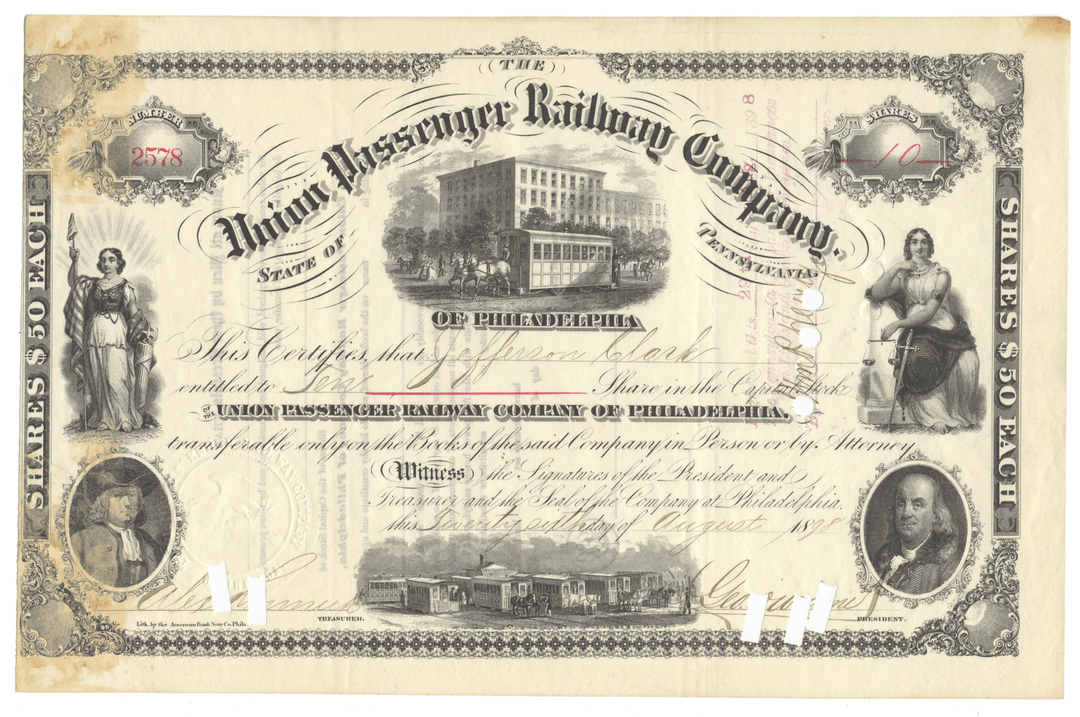 THE
Union Passenger Railway Company,
NUMBER
2578
SHARES
10
STATE OF
PENNSYLVANIA,
OF PHILADELPHIA
SHARES $50 EACH
SHARES $50 EACH
This Certifies, that Jefferson Clark
entitled to Ten Share in the Capital Stock
OF THE UNION PASSENGER RAILWAY COMPANY OF PHILADELPHIA,
transferable only on the Books of the said Company in Person or by Attorney
Witness the Signatures of the President and
Treasurer and the Seal of the Company at Philadelphia,
this day of August 1898
TREASURER.
PRESIDENT.
Lith. by the American Bank Note Co. Phila